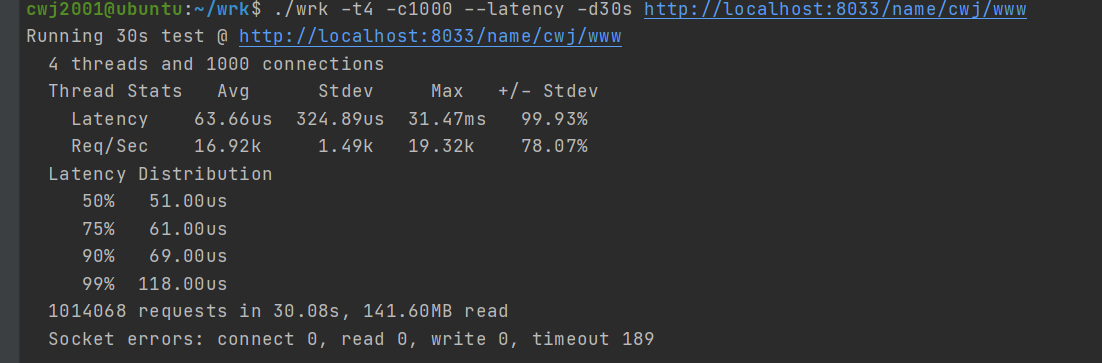 cwj2001@ubuntu:~/wrk$ ./wrk -t4 -c1000 --latency -d30s http://localhost:8033/name/cwj/www
Running 30s test @ http://localhost:8033/name/cwj/www
  4 threads and 1000 connections
  Thread Stats   Avg      Stdev     Max   +/- Stdev
    Latency    63.66us  324.89us  31.47ms   99.93%
    Req/Sec    16.92k     1.49k   19.32k    78.07%
  Latency Distribution
     50%   51.00us
     75%   61.00us
     90%   69.00us
     99%  118.00us
  1014068 requests in 30.08s, 141.60MB read
  Socket errors: connect 0, read 0, write 0, timeout 189